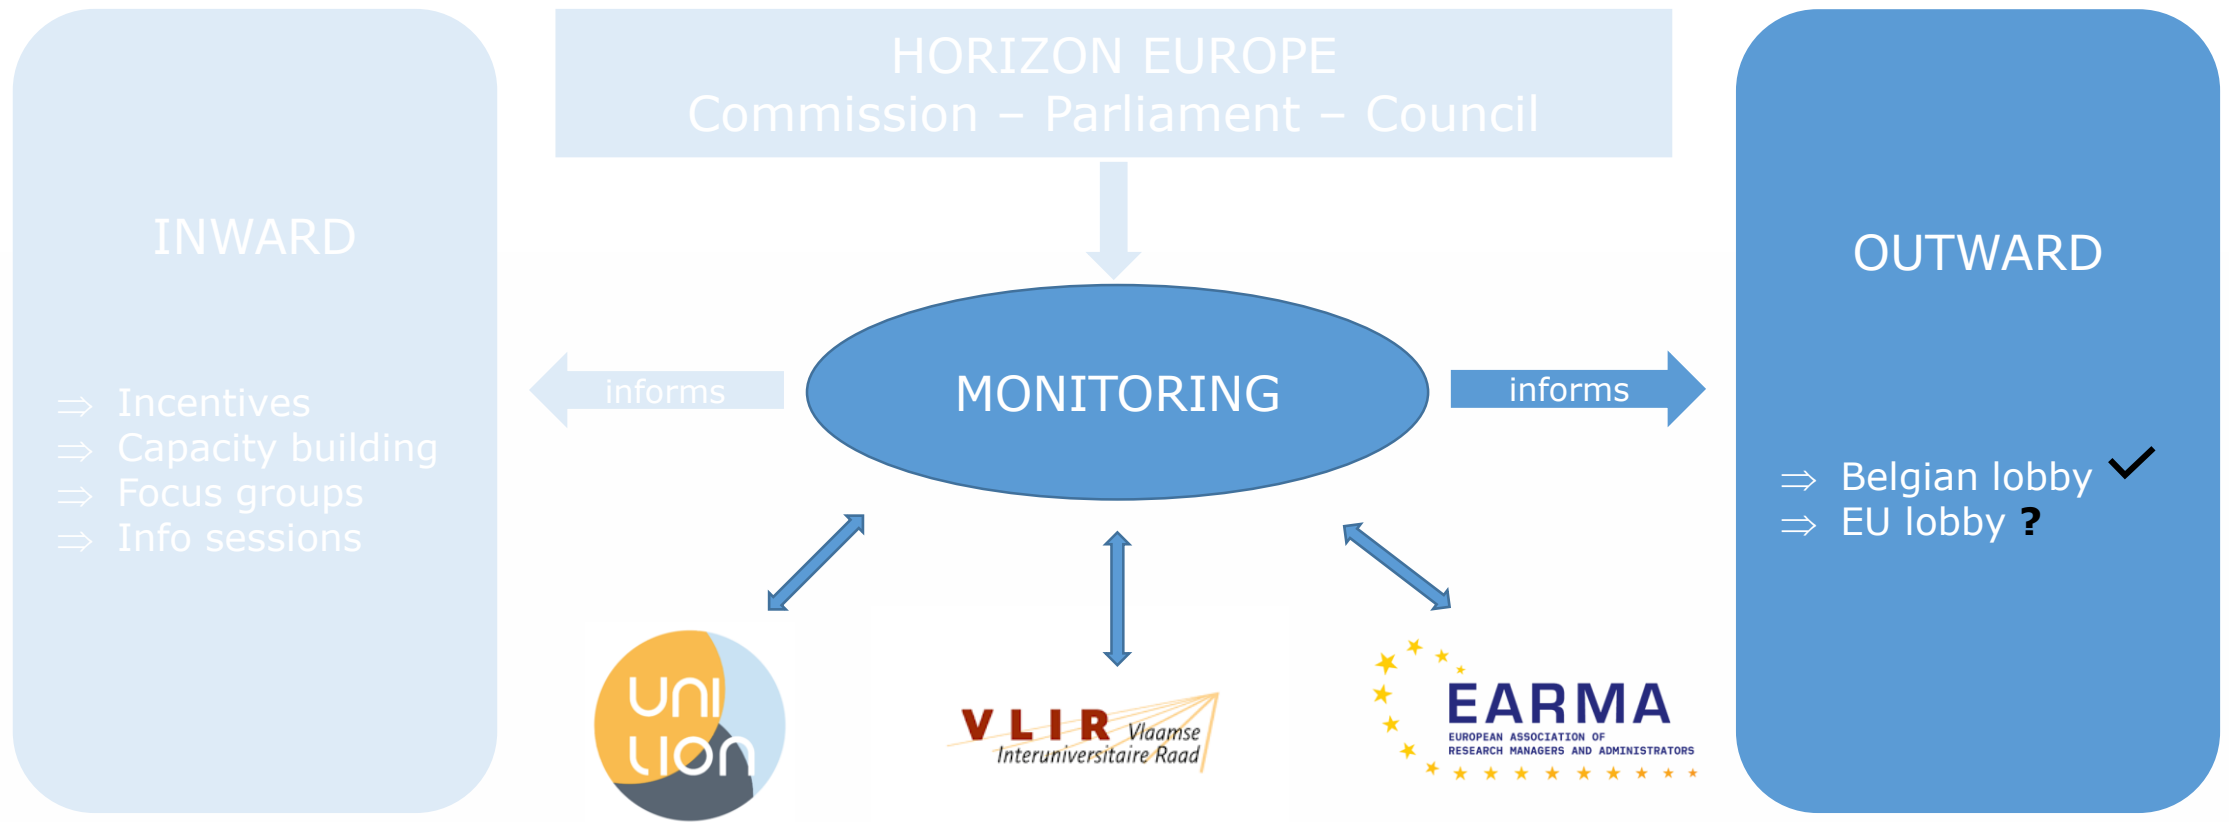 HORIZON EUROPE
Commission – Parliament – Council
INWARD
⇒ Incentives
⇒ Capacity building
⇒ Focus groups
⇒ Info sessions
informs
MONITORING
informs
OUTWARD
⇒ Belgian lobby ✓
⇒ EU lobby ?
UNI
LION
VLIR Vlaamse
Interuniversitaire Raad
EARMA
EUROPEAN ASSOCIATION OF
RESEARCH MANAGERS AND ADMINISTRATORS